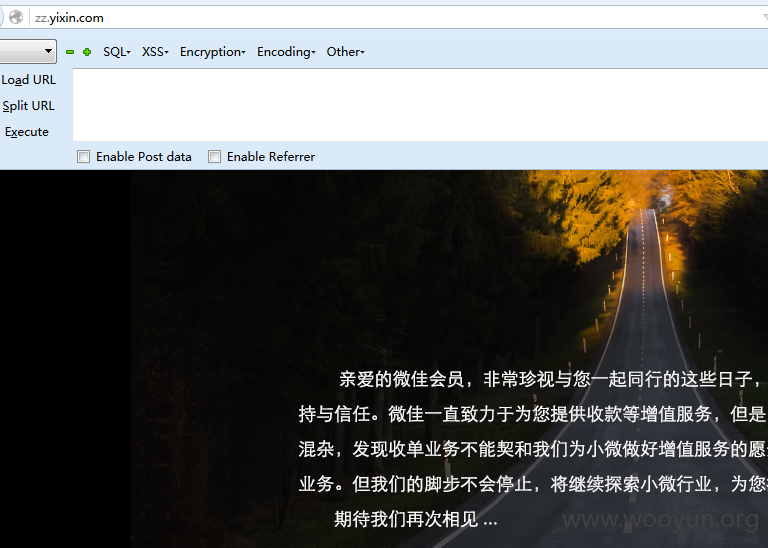 zz.yixin.com
SQL XSS Encryption Encoding Other
Load URL
Split URL
Execute
Enable Post data Enable Referrer
亲爱的微佳会员，非常珍视与您一起同行的这些日子，
持与信任。微佳一直致力于为您提供收款等增值服务，但是
混杂，发现收单业务不能契和我们为小微做好增值服务的愿
业务。但我们的脚步不会停止，将继续探索小微行业，为您
期待我们再次相见 ...
www.wooyun.org